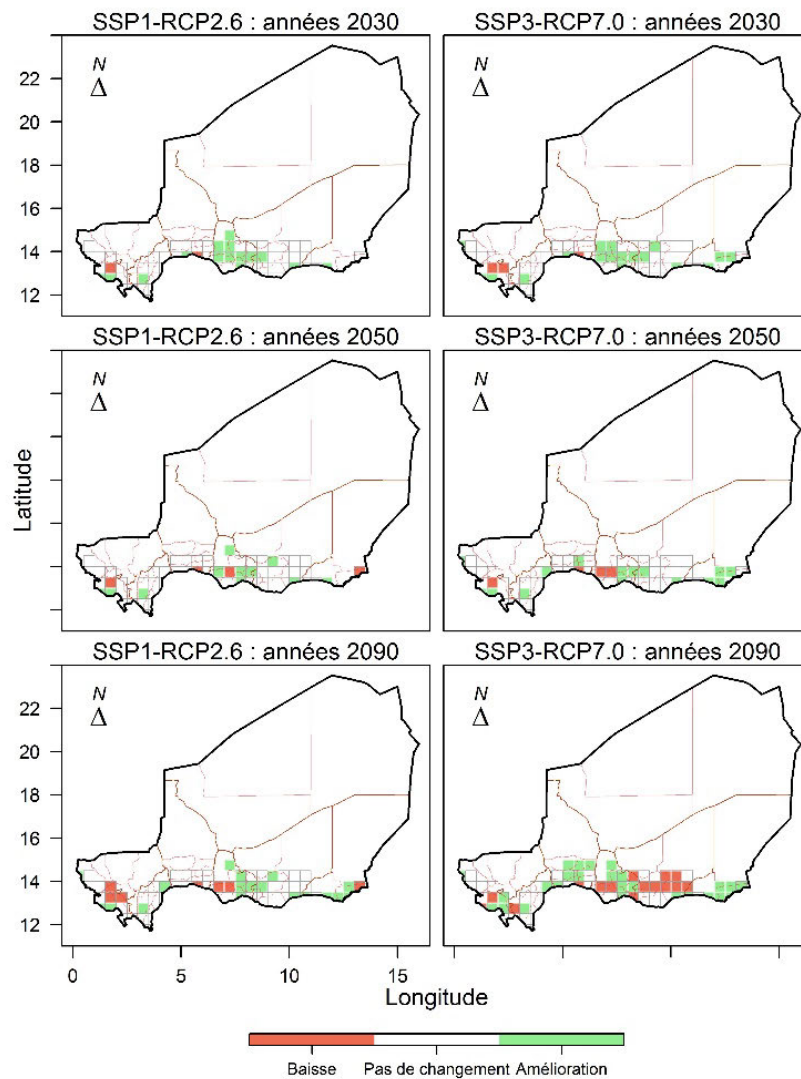 SSP1-RCP2.6 : années 2030
SSP3-RCP7.0 : années 2030
22
20
18
16
14
12
N
Δ
N
Δ
SSP1-RCP2.6 : années 2050
SSP3-RCP7.0 : années 2050
Latitude
N
Δ
N
Δ
SSP1-RCP2.6 : années 2090
SSP3-RCP7.0 : années 2090
22
20
18
16
14
12
N
Δ
N
Δ
0 5 10 15
Longitude
Baisse Pas de changement Amélioration